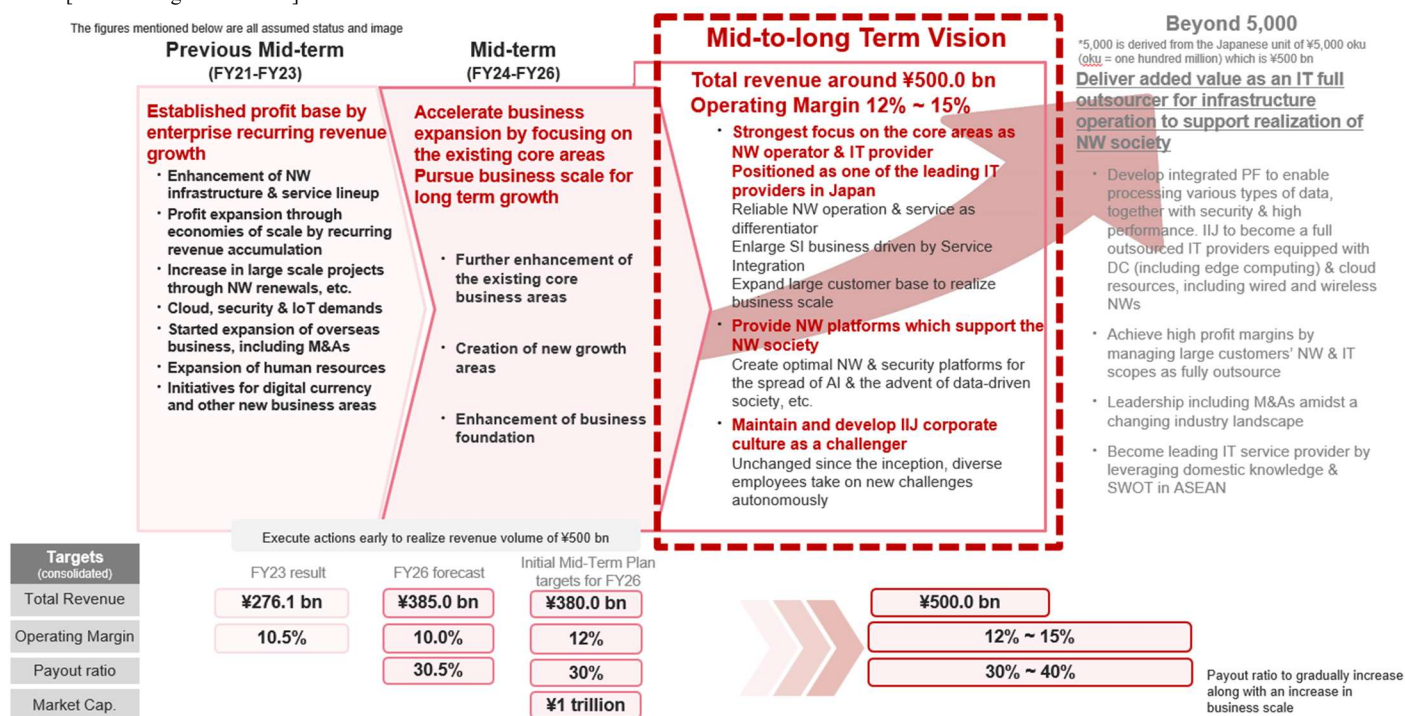 The figures mentioned below are all assumed status and image
Previous Mid-term
(FY21-FY23)
Established profit base by
enterprise recurring revenue
growth
・Enhancement of NW
infrastructure & service lineup
・Profit expansion through
economies of scale by recurring
revenue accumulation
・Increase in large scale projects
through NW renewals, etc.
・Cloud, security & IoT demands
・Started expansion of overseas
business, including M&As
・Expansion of human resources
・Initiatives for digital currency
and other new business areas
Mid-term
(FY24-FY26)
Accelerate business
expansion by focusing on
the existing core areas
Pursue business scale for
long term growth
・Further enhancement of
the existing core
business areas
・Creation of new growth
areas
・Enhancement of business
foundation
Mid-to-long Term Vision
Total revenue around ¥500.0 bn
Operating Margin 12% ~ 15%
・Strongest focus on the core areas as
NW operator & IT provider
Positioned as one of the leading IT
providers in Japan
Reliable NW operation & service as
differentiator
Enlarge SI business driven by Service
Integration
Expand large customer base to realize
business scale
・Provide NW platforms which support the
NW society
Create optimal NW & security platforms for
the spread of AI & the advent of data-driven
society, etc.
・Maintain and develop IIJ corporate
culture as a challenger
Unchanged since the inception, diverse
employees take on new challenges
autonomously
Beyond 5,000
*5,000 is derived from the Japanese unit of ¥5,000 oku
(oku = one hundred million) which is ¥500 bn
Deliver added value as an IT full
outsourcer for infrastructure
operation to support realization of
NW society
・Develop integrated PF to enable
processing various types of data,
together with security & high
performance. IIJ to become a full
outsourced IT providers equipped with
DC (including edge computing) & cloud
resources, including wired and wireless
NWs
・Achieve high profit margins by
managing large customers' NW & IT
scopes as fully outsource
・Leadership including M&As amidst a
changing industry landscape
・Become leading IT service provider by
leveraging domestic knowledge &
SWOT in ASEAN
Execute actions early to realize revenue volume of ¥500 bn
Targets
(consolidated)
FY23 result
FY26 forecast
Initial Mid-Term Plan
targets for FY26
Total Revenue
¥276.1 bn
¥385.0 bn
¥380.0 bn
¥500.0 bn
Operating Margin
10.5%
10.0%
12%
12% ~ 15%
Payout ratio
30.5%
30%
30% ~ 40%
Payout ratio to gradually increase
along with an increase in
business scale
Market Cap.
¥1 trillion